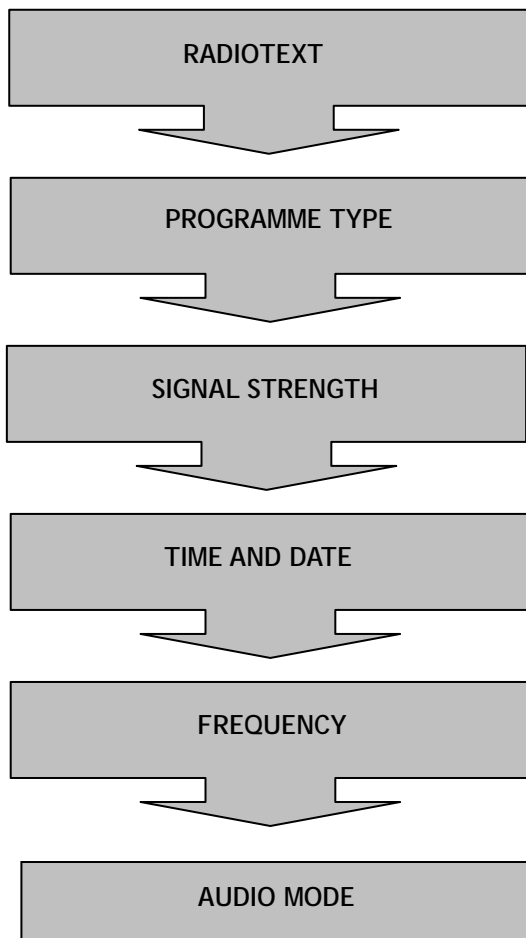 RADIOTEXT
PROGRAMME TYPE
SIGNAL STRENGTH
TIME AND DATE
FREQUENCY
AUDIO MODE